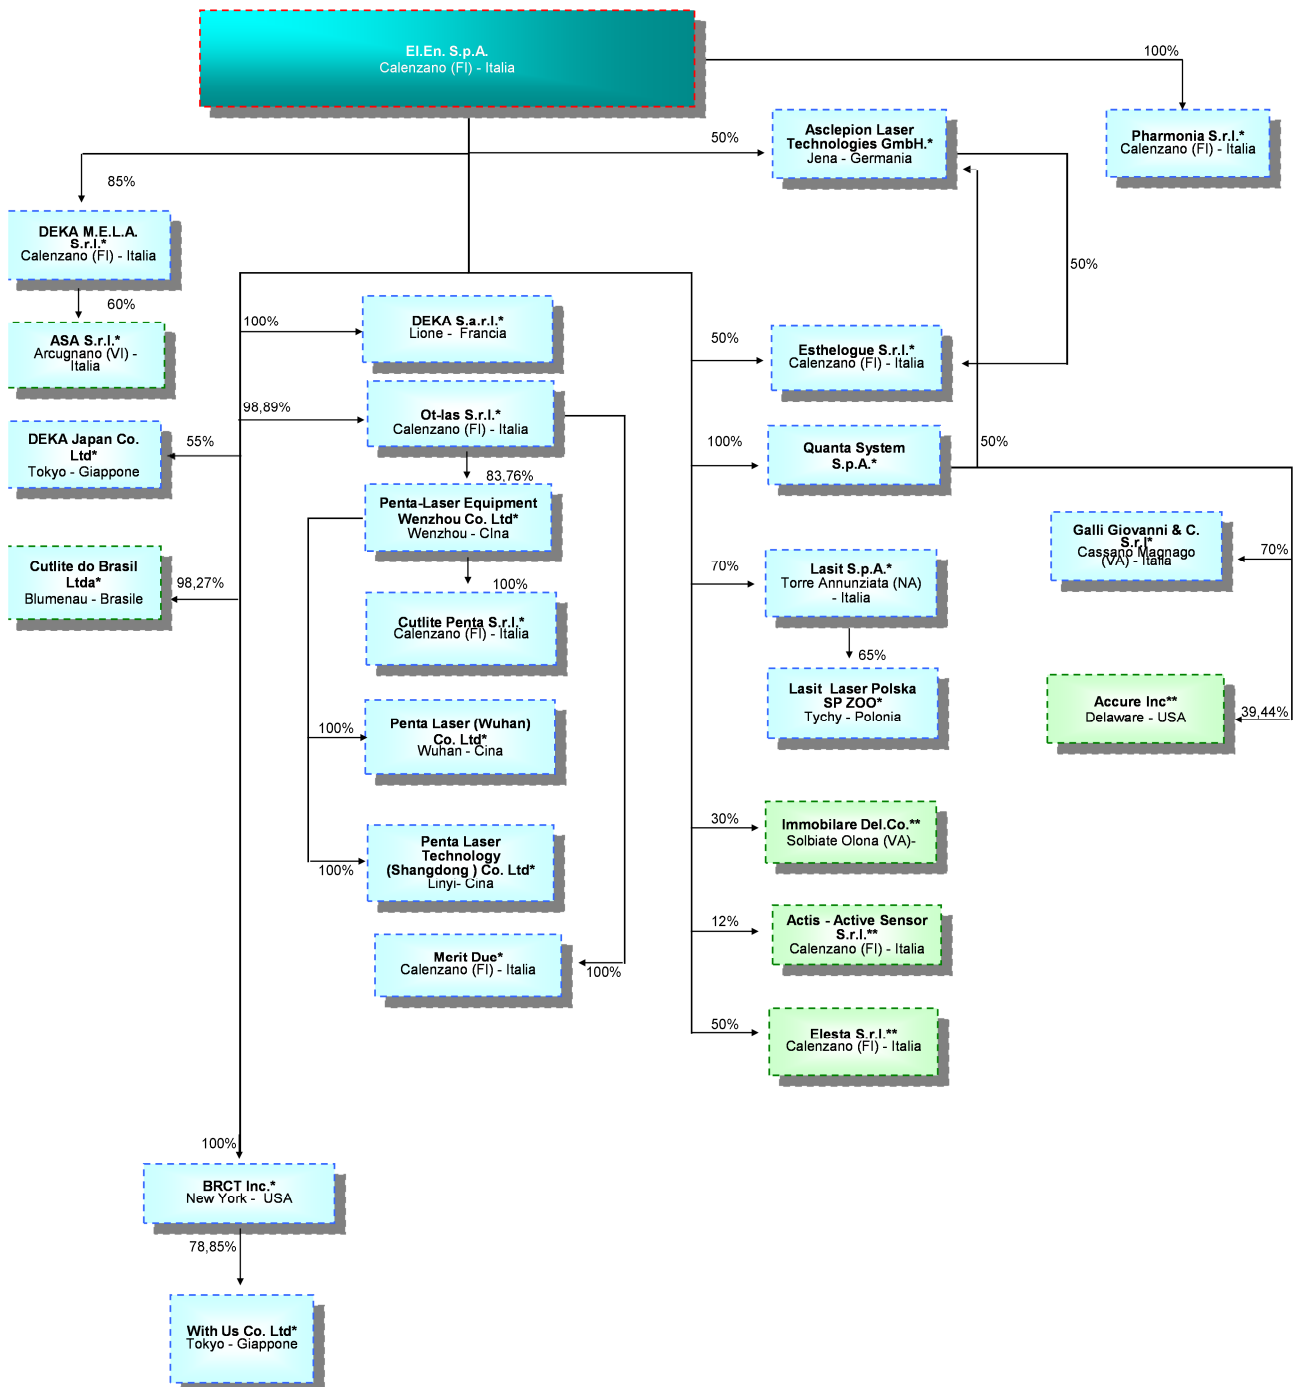 El.En. S.p.A.
Calenzano (FI) - Italia
100%
50%
Asclepion Laser
Technologies GmbH.*
Jena - Germania
Pharmonia S.r.l.*
Calenzano (FI) - Italia
85%
DEKA M.E.L.A.
S.r.l.*
Calenzano (FI) - Italia
50%
60%
ASA S.r.l.*
Arcugnano (VI) -
Italia
100%
DEKA S.a.r.l.*
Lione - Francia
50%
Esthelogue S.r.l.*
Calenzano (FI) - Italia
98,89%
Ot-las S.r.l.*
Calenzano (FI) - Italia
DEKA Japan Co.
Ltd*
Tokyo - Giappone
55%
100%
Quanta System
S.p.A.*
50%
83,76%
Penta-Laser Equipment
Wenzhou Co. Ltd*
Wenzhou - CIna
Galli Giovanni & C.
S.r.l*
Cassano Magnago
(VA) - Italia
70%
Cutlite do Brasil
Ltda*
Blumenau - Brasile
98,27%
100%
70%
Lasit S.p.A.*
Torre Annunziata (NA)
- Italia
Cutlite Penta S.r.l.*
Calenzano (FI) - Italia
65%
Lasit Laser Polska
SP ZOO*
Tychy - Polonia
Accure Inc**
Delaware - USA
39,44%
100%
Penta Laser (Wuhan)
Co. Ltd*
Wuhan - Cina
30%
Immobilare Del.Co.**
Solbiate Olona (VA)-
100%
Penta Laser
Technology
(Shangdong ) Co. Ltd*
Linyi- Cina
12%
Actis - Active Sensor
S.r.l.**
Calenzano (FI) - Italia
Merit Due*
Calenzano (FI) - Italia
100%
50%
Elesta S.r.l.**
Calenzano (FI) - Italia
100%
BRCT Inc.*
New York - USA
78,85%
With Us Co. Ltd*
Tokyo - Giappone